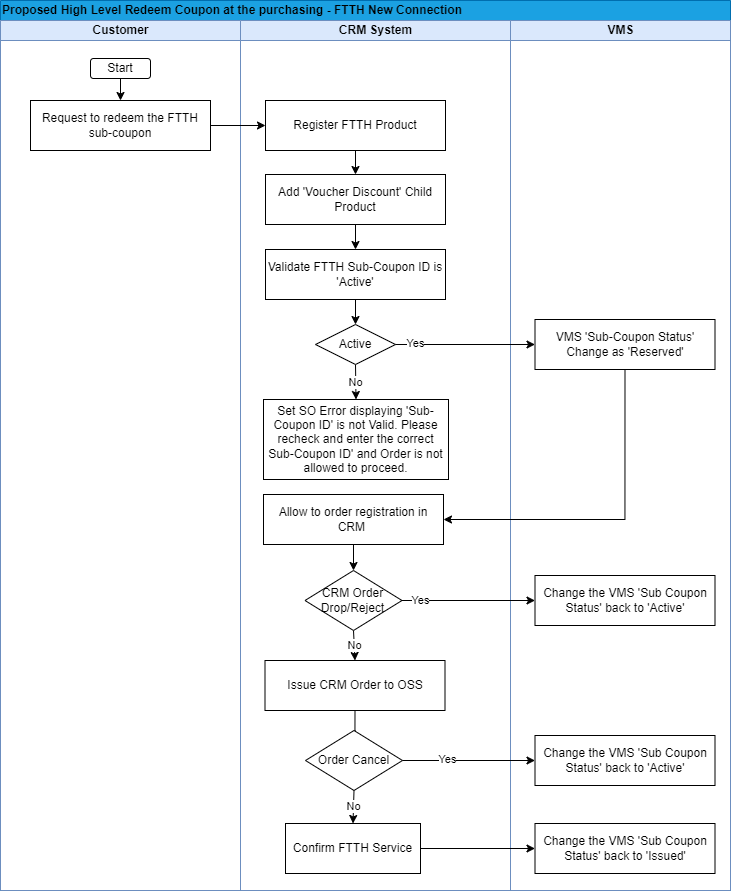 Proposed High Level Redeem Coupon at the purchasing - FTTH New Connection
Customer
CRM System
VMS
Start
Request to redeem the FTTH
sub-coupon
Register FTTH Product
Add 'Voucher Discount' Child
Product
Validate FTTH Sub-Coupon ID is
'Active'
Active
Yes
VMS 'Sub-Coupon Status'
Change as 'Reserved'
No
Set SO Error displaying 'Sub-
Coupon ID' is not Valid. Please
recheck and enter the correct
Sub-Coupon ID' and Order is not
allowed to proceed.
Allow to order registration in
CRM
CRM Order
Drop/Reject
Yes
Change the VMS 'Sub Coupon
Status' back to 'Active'
No
Issue CRM Order to OSS
Order Cancel
Yes
Change the VMS 'Sub Coupon
Status' back to 'Active'
No
Confirm FTTH Service
Change the VMS 'Sub Coupon
Status' back to 'Issued'